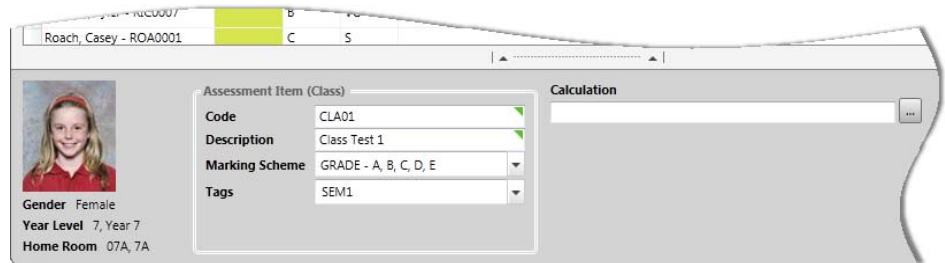 B
Roach, Casey - ROA0001 C S
Assessment Item (Class)
Code CLA01
Description Class Test 1
Marking Scheme GRADE - A, B, C, D, E
Tags SEM1
Calculation
...
Gender Female
Year Level 7, Year 7
Home Room 07A, 7A